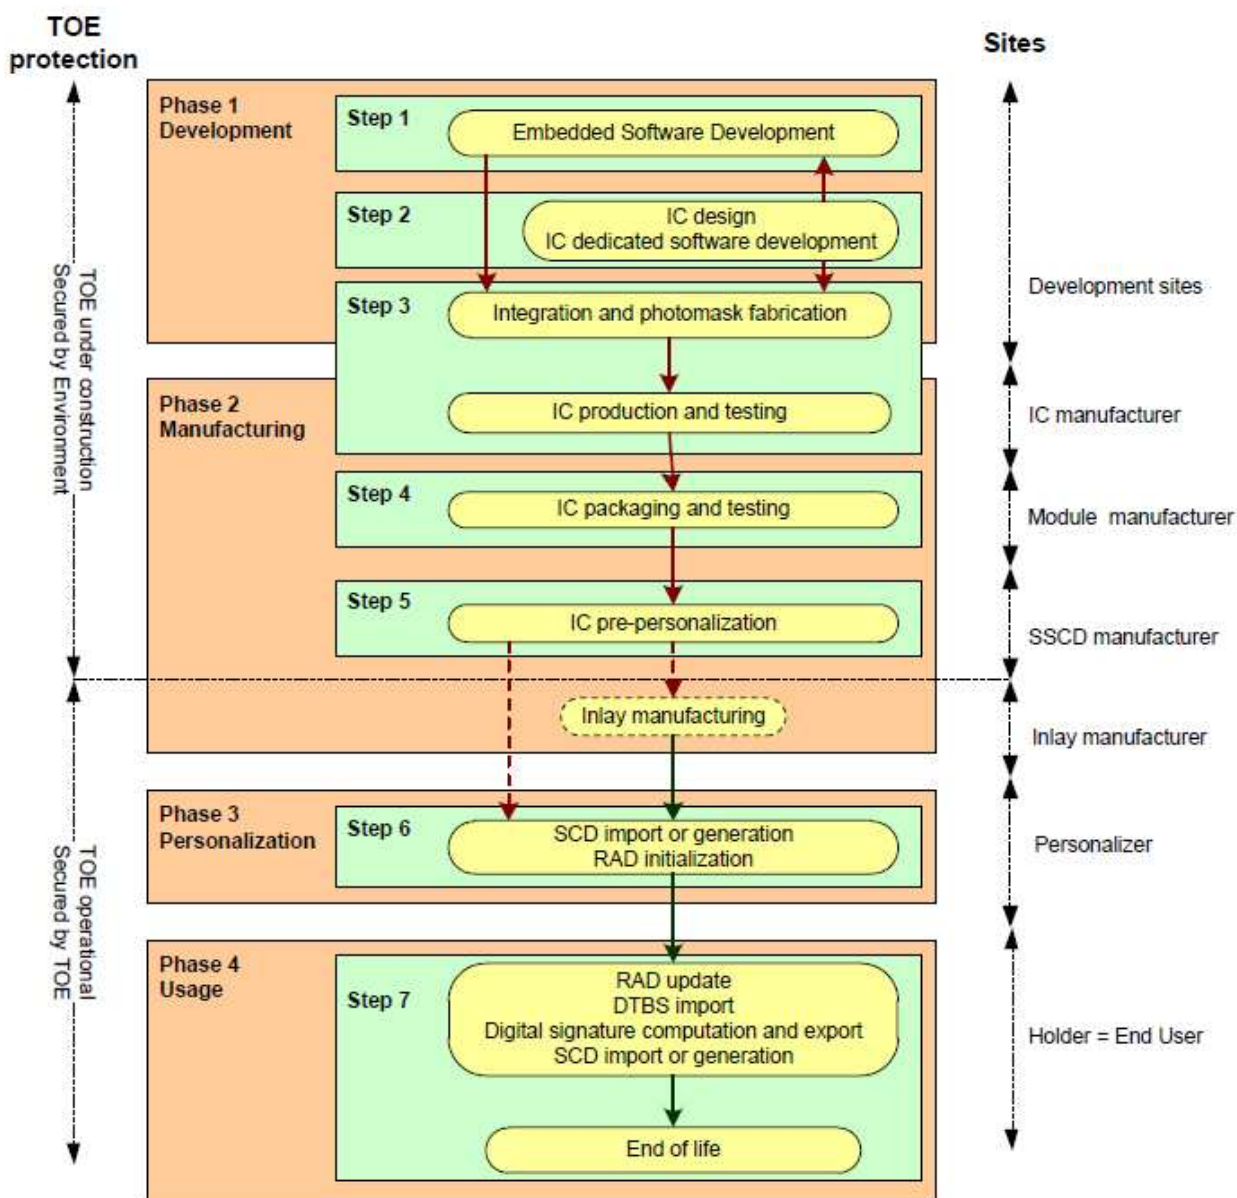 TOE
protection
Sites
Phase 1
Development
Step 1
Embedded Software Development
Step 2
IC design
IC dedicated software development
Step 3
Integration and photomask fabrication
TOE under construction
Secured by Environment
Development sites
Phase 2
Manufacturing
IC production and testing
IC manufacturer
Step 4
IC packaging and testing
Module manufacturer
Step 5
IC pre-personalization
SSCD manufacturer
Inlay manufacturing
Inlay manufacturer
Phase 3
Personalization
Step 6
SCD import or generation
RAD initialization
Personalizer
TOE operational
Secured by TOE
Phase 4
Usage
Step 7
RAD update
DTBS import
Digital signature computation and export
SCD import or generation
Holder = End User
End of life